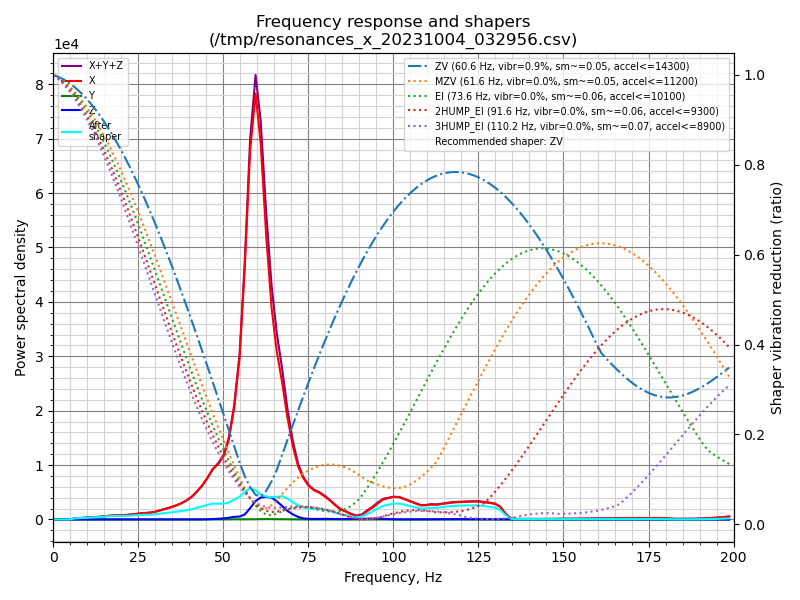 Frequency response and shapers
(/tmp/resonances_x_20231004_032956.csv)
1e4
X+Y+Z
X
Y
Z
After
shaper
ZV (60.6 Hz, vibr=0.9%, sm~=0.05, accel<=14300)
MZV (61.6 Hz, vibr=0.0%, sm~=0.05, accel<=11200)
EI (73.6 Hz, vibr=0.0%, sm~=0.06, accel<=10100)
2HUMP_EI (91.6 Hz, vibr=0.0%, sm~=0.06, accel<=9300)
3HUMP_EI (110.2 Hz, vibr=0.0%, sm~=0.07, accel<=8900)
Recommended shaper: ZV
Power spectral density
8
7
6
5
4
3
2
1
0
1.0
0.8
0.6
0.4
0.2
0.0
Shaper vibration reduction (ratio)
0 25 50 75 100 125 150 175 200
Frequency, Hz